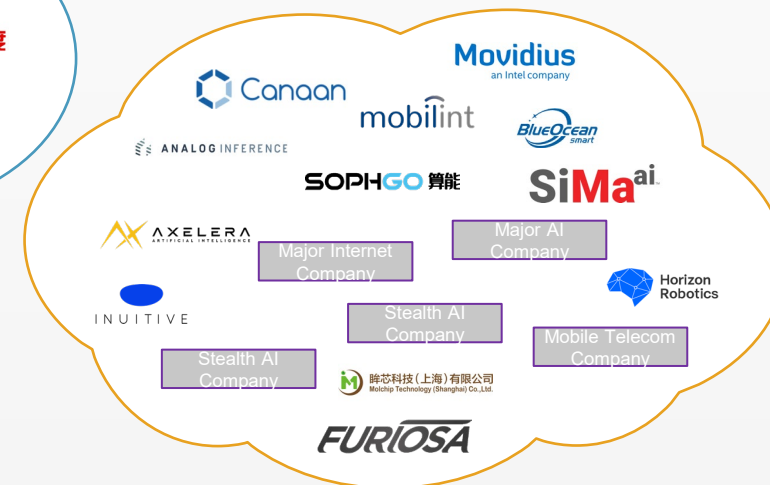 Movidius
an Intel company
Canaan
mobilint
BlueOcean
smart
ANALOG INFERENCE
SOPHGO 算能
SiMa ai
AXELERA
ARTIFICIAL INTELLIGENCE
Major AI
Company
Major Internet
Company
Horizon
Robotics
INUITIVE
Stealth AI
Company
Mobile Telecom
Company
Stealth AI
Company
眸芯科技(上海)有限公司
Molchip Technology (Shanghai) Co.,Ltd.
FURIOSA